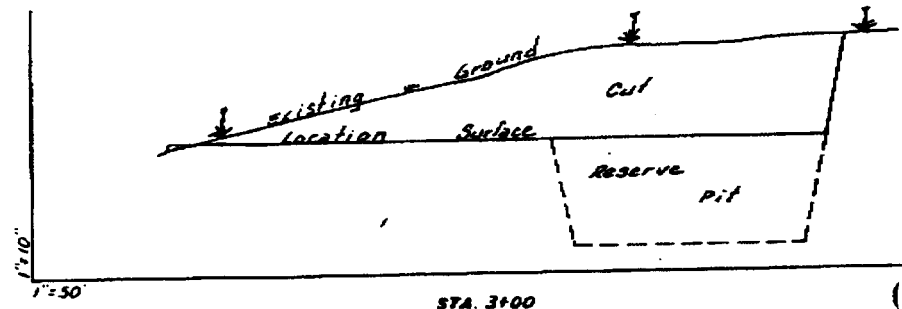 Existing Ground
Cut
Location Surface
Reserve
Pit
1"=10"
1"=50'
STA. 3+00